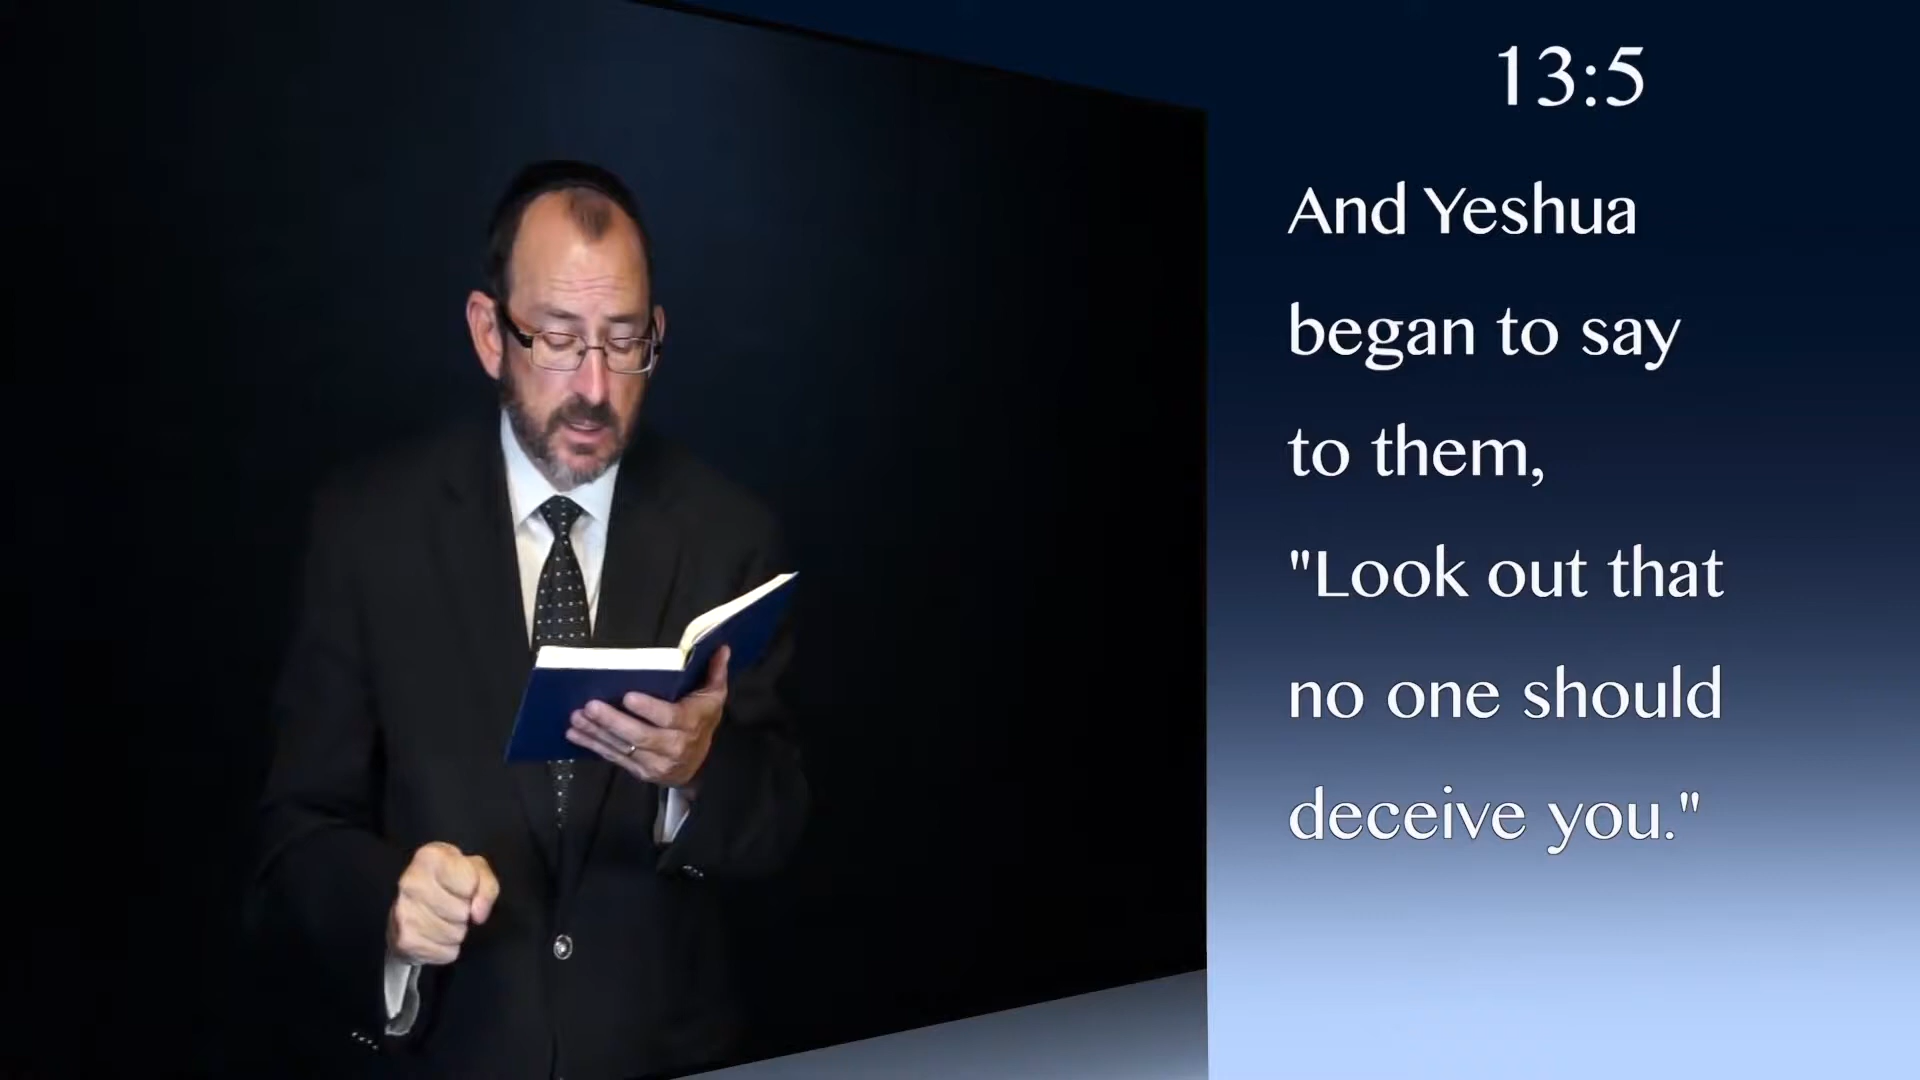 13:5
And Yeshua
began to say
to them,
"Look out that
no one should
deceive you."